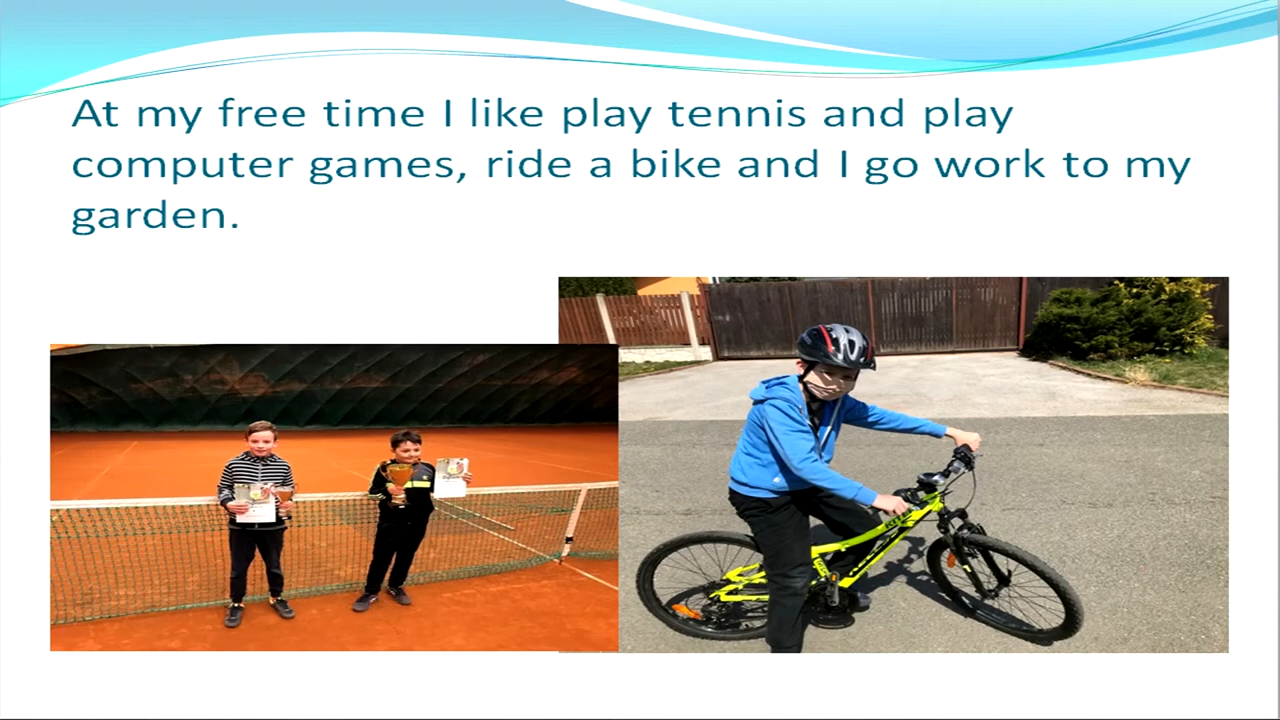 At my free time I like play tennis and play
computer games, ride a bike and I go work to my
garden.